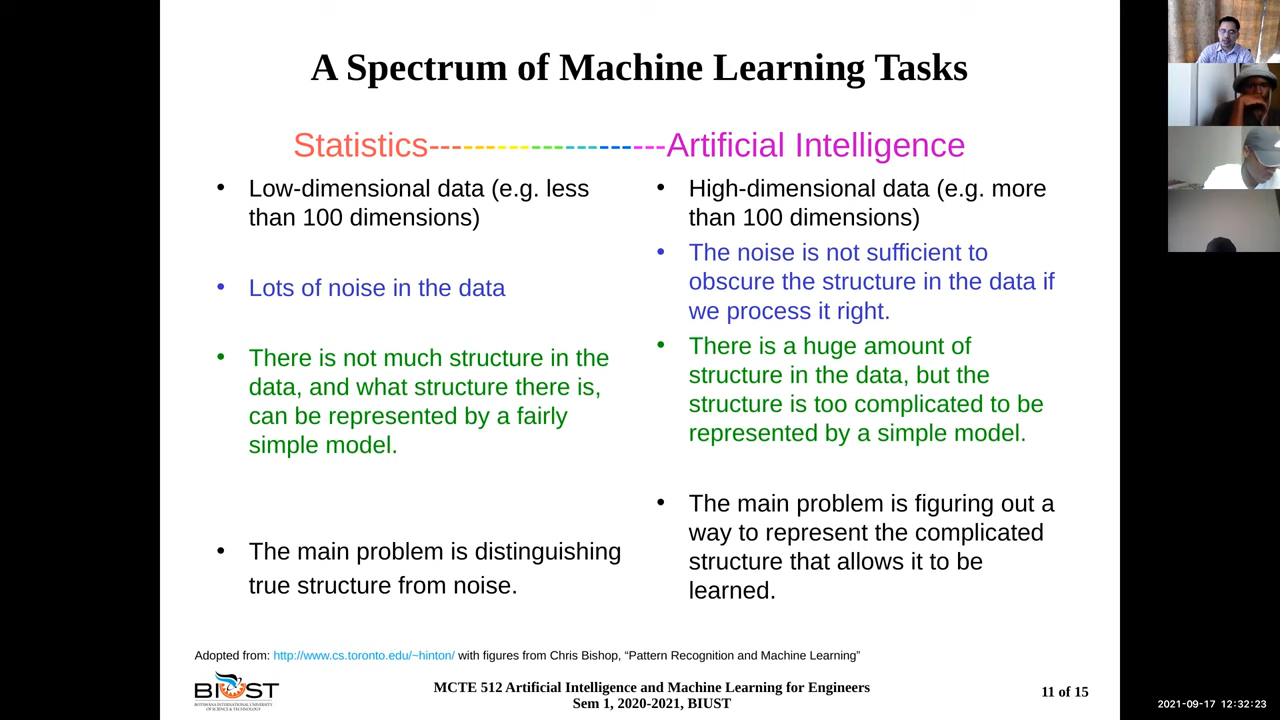 A Spectrum of Machine Learning Tasks
Statistics----------------------Artificial Intelligence
• Low-dimensional data (e.g. less
than 100 dimensions)
• Lots of noise in the data
• There is not much structure in the
data, and what structure there is,
can be represented by a fairly
simple model.
• The main problem is distinguishing
true structure from noise.
• High-dimensional data (e.g. more
than 100 dimensions)
• The noise is not sufficient to
obscure the structure in the data if
we process it right.
• There is a huge amount of
structure in the data, but the
structure is too complicated to be
represented by a simple model.
• The main problem is figuring out a
way to represent the complicated
structure that allows it to be
learned.
Adopted from: http://www.cs.toronto.edu/~hinton/ with figures from Chris Bishop, “Pattern Recognition and Machine Learning”
BIUST
BOTSWANA INTERNATIONAL UNIVERSITY
OF SCIENCE & TECHNOLOGY
MCTE 512 Artificial Intelligence and Machine Learning for Engineers
Sem 1, 2020-2021, BIUST
11 of 15
2021-09-17 12:32:23